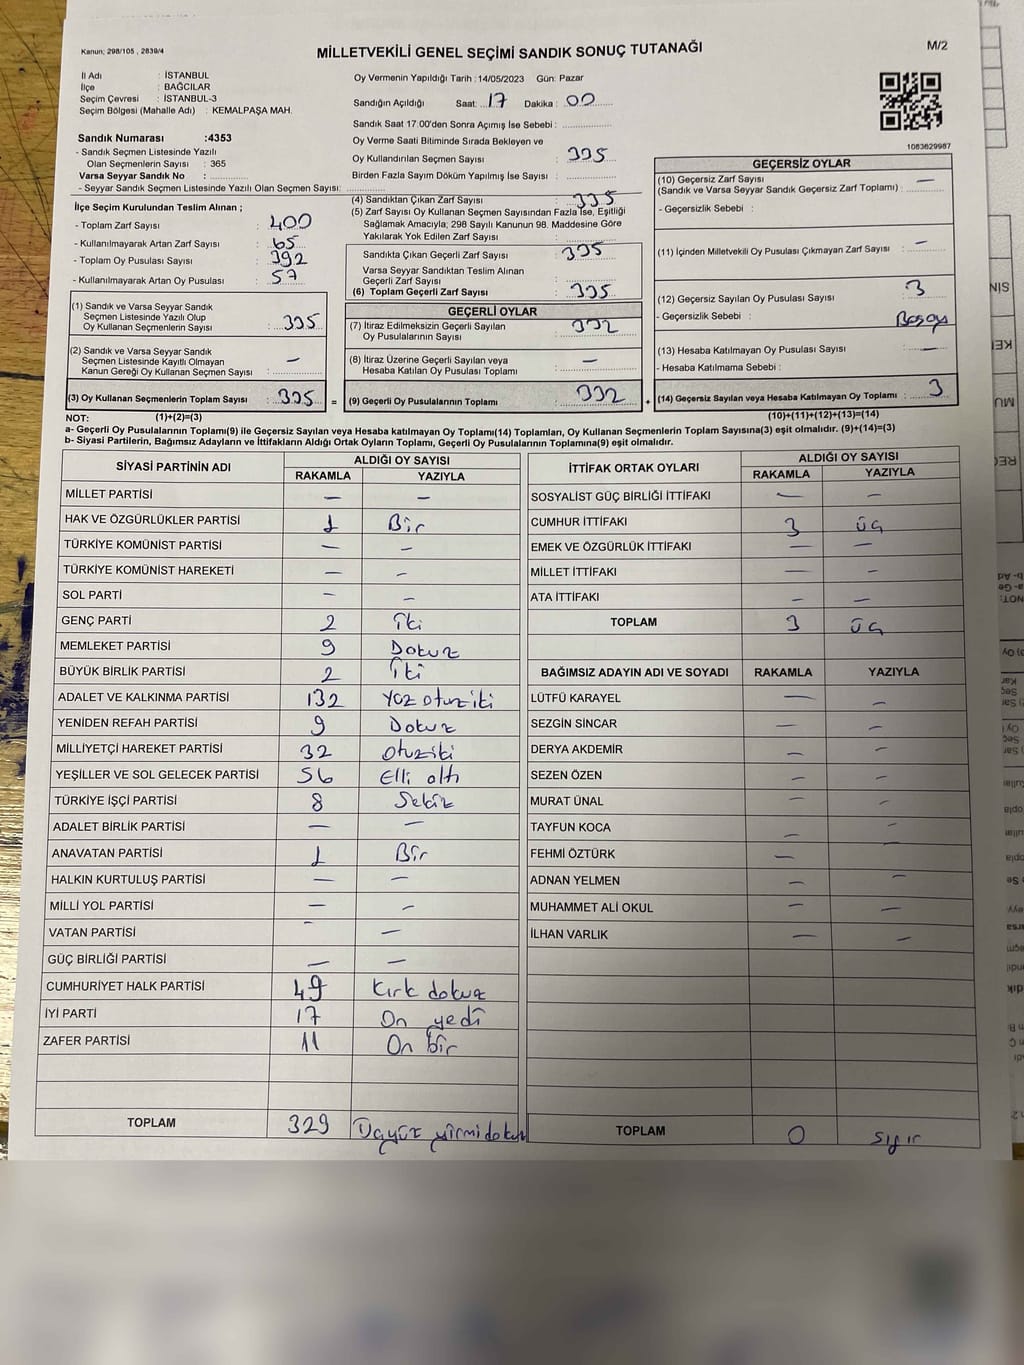 Kanun: 298/105 , 2839/4
MİLLETVEKİLİ GENEL SEÇİMİ SANDIK SONUÇ TUTANAĞI
M/2
İl Adı : İSTANBUL
İlçe : BAĞCILAR
Seçim Çevresi : İSTANBUL-3
Seçim Bölgesi (Mahalle Adı) : KEMALPAŞA MAH.
Sandık Numarası :4353
- Sandık Seçmen Listesinde Yazılı
Olan Seçmenlerin Sayısı : 365
Varsa Seyyar Sandık No :
- Seyyar Sandık Seçmen Listesinde Yazılı Olan Seçmen Sayısı:
Oy Vermenin Yapıldığı Tarih :14/05/2023 Gün: Pazar
Sandığın Açıldığı Saat: 17 Dakika : 00
Sandık Saat 17:00'den Sonra Açımış İse Sebebi :
Oy Verme Saati Bitiminde Sırada Bekleyen ve
Oy Kullandırılan Seçmen Sayısı : 335
Birden Fazla Sayım Döküm Yapılmış İse Sayısı :
1083629987
İlçe Seçim Kurulundan Teslim Alınan ;
- Toplam Zarf Sayısı : 400
- Kullanılmayarak Artan Zarf Sayısı : 65
- Toplam Oy Pusulası Sayısı : 392
- Kullanılmayarak Artan Oy Pusulası : 57
(1) Sandık ve Varsa Seyyar Sandık
Seçmen Listesinde Yazılı Olup
Oy Kullanan Seçmenlerin Sayısı : 335
(2) Sandık ve Varsa Seyyar Sandık
Seçmen Listesinde Kayıtlı Olmayan
Kanun Gereği Oy Kullanan Seçmen Sayısı : —
(3) Oy Kullanan Seçmenlerin Toplam Sayısı : 335 =
(4) Sandıktan Çıkan Zarf Sayısı : 335
(5) Zarf Sayısı Oy Kullanan Seçmen Sayısından Fazla İse, Eşitliği
Sağlamak Amacıyla; 298 Sayılı Kanunun 98. Maddesine Göre
Yakılarak Yok Edilen Zarf Sayısı :
Sandıkta Çıkan Geçerli Zarf Sayısı : 335
Varsa Seyyar Sandıktan Teslim Alınan
Geçerli Zarf Sayısı :
(6) Toplam Geçerli Zarf Sayısı : 335
GEÇERLİ OYLAR
(7) İtiraz Edilmeksizin Geçerli Sayılan
Oy Pusulalarının Sayısı : 332
(8) İtiraz Üzerine Geçerli Sayılan veya
Hesaba Katılan Oy Pusulası Toplamı : —
(9) Geçerli Oy Pusulalarının Toplamı : 332 +
GEÇERSİZ OYLAR
(10) Geçersiz Zarf Sayısı —
(Sandık ve Varsa Seyyar Sandık Geçersiz Zarf Toplamı) :
- Geçersizlik Sebebi :
(11) İçinden Milletvekili Oy Pusulası Çıkmayan Zarf Sayısı : —
(12) Geçersiz Sayılan Oy Pusulası Sayısı : 3
- Geçersizlik Sebebi :
(13) Hesaba Katılmayan Oy Pusulası Sayısı : —
- Hesaba Katılmama Sebebi :
(14) Geçersiz Sayılan veya Hesaba Katılmayan Oy Toplamı : 3
NOT: (1)+(2)=(3) (10)+(11)+(12)+(13)=(14)
a- Geçerli Oy Pusulalarının Toplamı(9) ile Geçersiz Sayılan veya Hesaba katılmayan Oy Toplamı(14) Toplamları, Oy Kullanan Seçmenlerin Toplam Sayısına(3) eşit olmalıdır. (9)+(14)=(3)
b- Siyasi Partilerin, Bağımsız Adayların ve İttifakların Aldığı Ortak Oyların Toplamı, Geçerli Oy Pusulalarının Toplamına(9) eşit olmalıdır.
SİYASİ PARTİNİN ADI ALDIĞI OY SAYISI
RAKAMLA YAZIYLA
MİLLET PARTİSİ — —
HAK VE ÖZGÜRLÜKLER PARTİSİ 1 Bir
TÜRKİYE KOMÜNİST PARTİSİ — —
TÜRKİYE KOMÜNİST HAREKETİ — —
SOL PARTİ — —
GENÇ PARTİ 2 iki
MEMLEKET PARTİSİ 9 Dokuz
BÜYÜK BİRLİK PARTİSİ 2 iki
ADALET VE KALKINMA PARTİSİ 132 Yüz otuz iki
YENİDEN REFAH PARTİSİ 9 Dokuz
MİLLİYETÇİ HAREKET PARTİSİ 32 otuziki
YEŞİLLER VE SOL GELECEK PARTİSİ 56 Elli altı
TÜRKİYE İŞÇİ PARTİSİ 8 Sekiz
ADALET BİRLİK PARTİSİ — —
ANAVATAN PARTİSİ 1 Bir
HALKIN KURTULUŞ PARTİSİ — —
MİLLİ YOL PARTİSİ — —
VATAN PARTİSİ — —
GÜÇ BİRLİĞİ PARTİSİ — —
CUMHURİYET HALK PARTİSİ 49 Kırk dokuz
İYİ PARTİ 17 On yedi
ZAFER PARTİSİ 11 On bir
TOPLAM 329 Üçyüz yirmidokuz
İTTİFAK ORTAK OYLARI ALDIĞI OY SAYISI
RAKAMLA YAZIYLA
SOSYALİST GÜÇ BİRLİĞİ İTTİFAKI — —
CUMHUR İTTİFAKI 3 üç
EMEK VE ÖZGÜRLÜK İTTİFAKI — —
MİLLET İTTİFAKI — —
ATA İTTİFAKI — —
TOPLAM 3 üç
BAĞIMSIZ ADAYIN ADI VE SOYADI RAKAMLA YAZIYLA
LÜTFÜ KARAYEL — —
SEZGİN SİNCAR — —
DERYA AKDEMİR — —
SEZEN ÖZEN — —
MURAT ÜNAL — —
TAYFUN KOCA — —
FEHMİ ÖZTÜRK — —
ADNAN YELMEN — —
MUHAMMET ALİ OKUL — —
İLHAN VARLIK — —
TOPLAM 0 sıfır